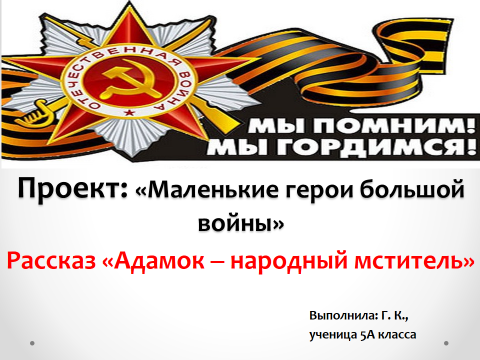 ОТЕЧЕСТВЕННАЯ ВОЙНА
МЫ ПОМНИМ!
МЫ ГОРДИМСЯ!
Проект: «Маленькие герои большой
войны»
Рассказ «Адамок – народный мститель»
Выполнила: Г. К.,
ученица 5А класса